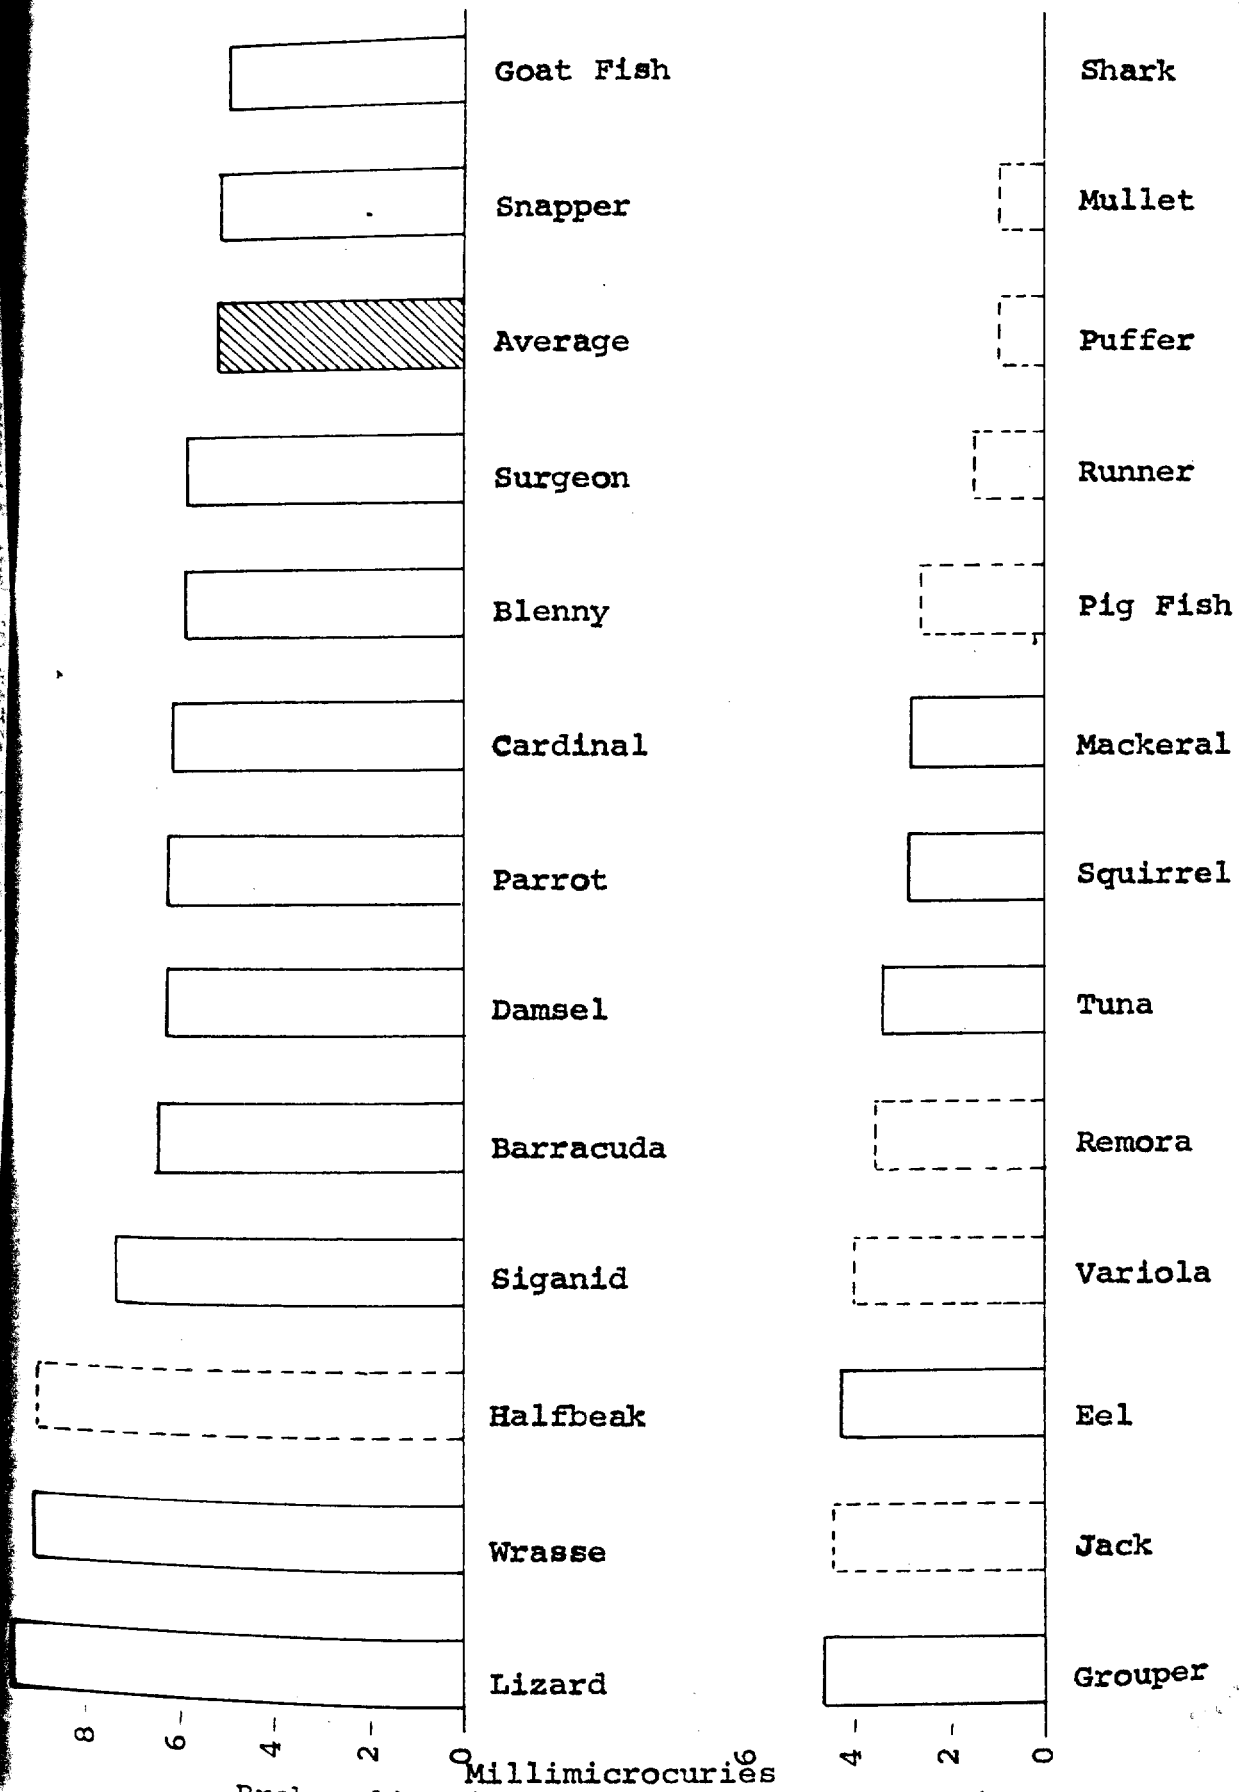 Goat Fish
Snapper
Average
Surgeon
Blenny
Cardinal
Parrot
Damsel
Barracuda
Siganid
Halfbeak
Wrasse
Lizard
8
6
4
2
0
Shark
Mullet
Puffer
Runner
Pig Fish
Mackeral
Squirrel
Tuna
Remora
Variola
Eel
Jack
Grouper
6
4
2
0
Millimicrocuries